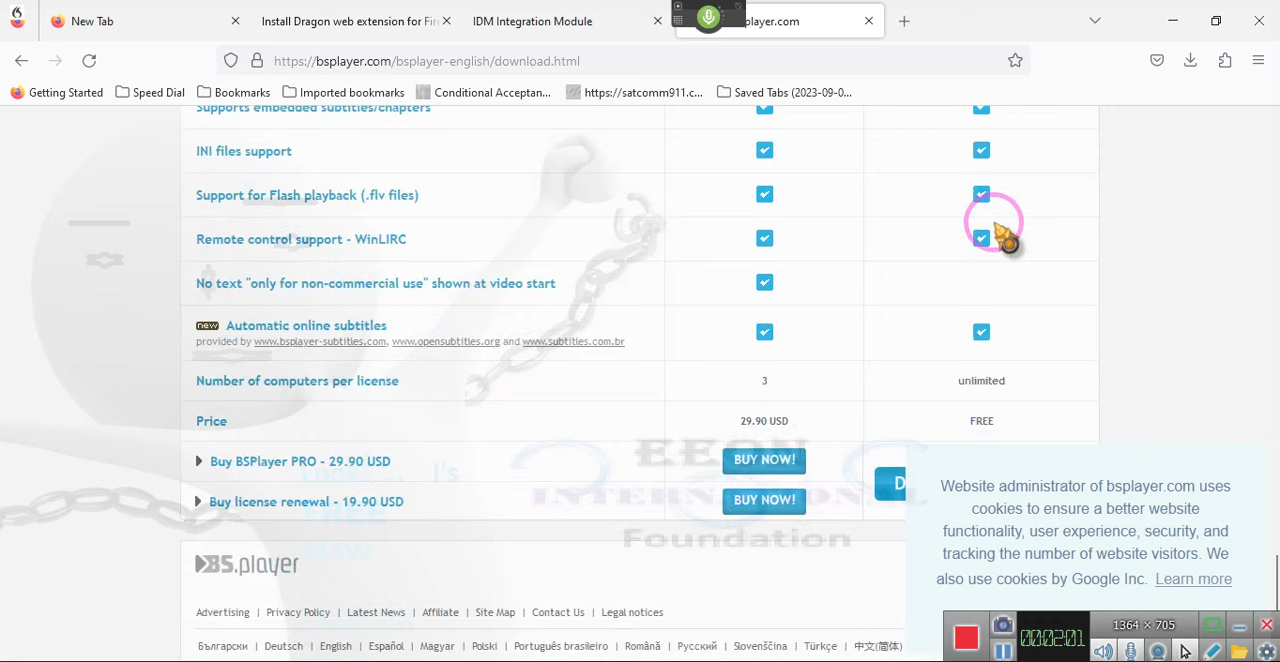 New Tab
Install Dragon web extension for Fir
IDM Integration Module
splayer.com
https://bsplayer.com/bsplayer-english/download.html
Getting Started Speed Dial Bookmarks Imported bookmarks Conditional Acceptan... https://satcomm911.c... Saved Tabs (2023-09-0...
Supports embedded subtitles/chapters
INI files support
Support for Flash playback (.flv files)
Remote control support - WinLIRC
No text "only for non-commercial use" shown at video start
new Automatic online subtitles
provided by www.bsplayer-subtitles.com, www.opensubtitles.org and www.subtitles.com.br
Number of computers per license 3 unlimited
Price 29.90 USD FREE
Buy BSPlayer PRO - 29.90 USD BUY NOW!
Buy license renewal - 19.90 USD BUY NOW!
D
I's
FREE
MAW
EEON
INTERNATIONAL
Foundation
Website administrator of bsplayer.com uses
cookies to ensure a better website
functionality, user experience, security, and
tracking the number of website visitors. We
also use cookies by Google Inc. Learn more
BS.player
Advertising | Privacy Policy | Latest News | Affiliate | Site Map | Contact Us | Legal notices
Български | Deutsch | English | Español | Magyar | Polski | Português brasileiro | Română | Русский | Slovenščina | Türkçe | 中文(简体)
00:02:01
1364 × 705